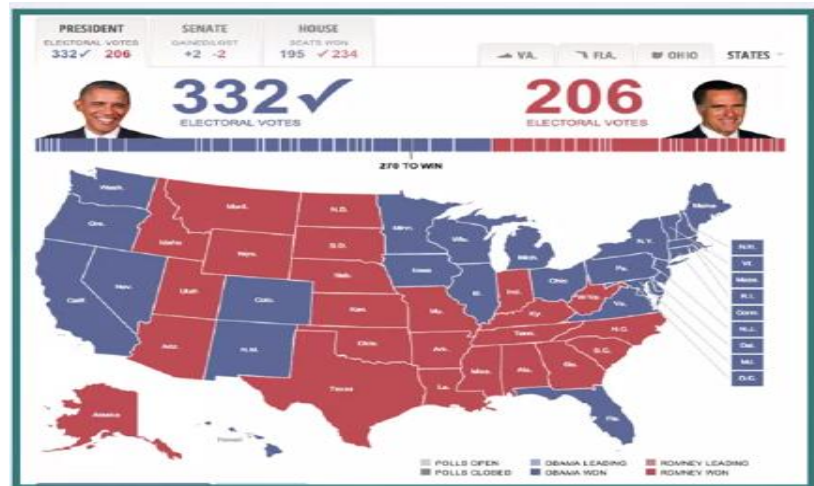 PRESIDENT
ELECTORAL VOTES
332✓ 206
SENATE
GAINED/LOST
+2 -2
HOUSE
SEATS WON
195 ✓234
VA.
FLA.
OHIO
STATES
332✓
ELECTORAL VOTES
206
ELECTORAL VOTES
270 TO WIN
Wash.
Ore.
Calif.
Nev.
Idaho
Mont.
Wyo.
Utah
Ariz.
Colo.
N.M.
N.D.
S.D.
Neb.
Kan.
Okla.
Texas
Minn.
Iowa
Mo.
Ark.
La.
Wis.
Ill.
Mich.
Ind.
Ohio
Ky.
Tenn.
Miss.
Ala.
Ga.
Fla.
S.C.
N.C.
Va.
W.Va.
Pa.
N.Y.
Maine
N.H.
Vt.
Mass.
R.I.
Conn.
N.J.
Del.
Md.
D.C.
Alaska
Hawaii
POLLS OPEN
POLLS CLOSED
OBAMA LEADING
OBAMA WON
ROMNEY LEADING
ROMNEY WON